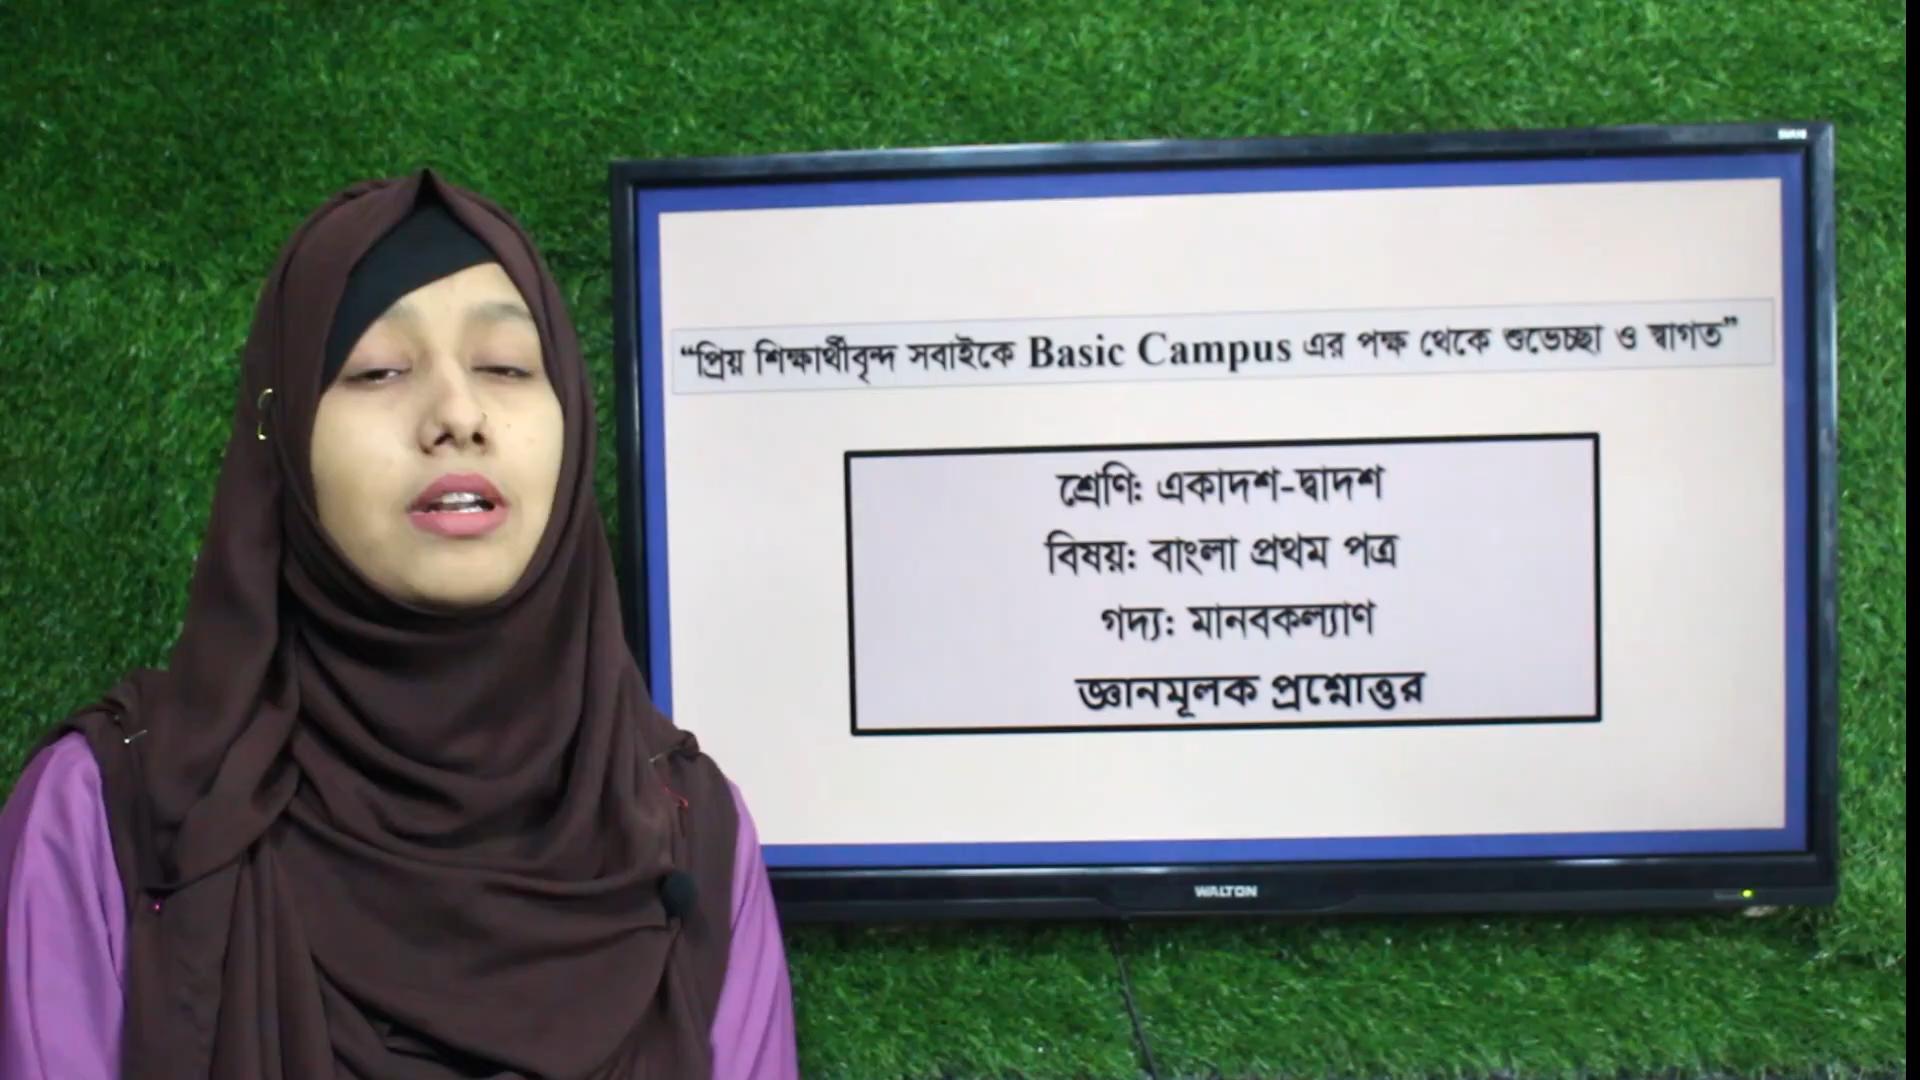 “প্রিয় শিক্ষার্থীবৃন্দ সবাইকে Basic Campus এর পক্ষ থেকে শুভেচ্ছা ও স্বাগত”
শ্রেণি: একাদশ-দ্বাদশ
বিষয়: বাংলা প্রথম পত্র
গদ্য: মানবকল্যাণ
জ্ঞানমূলক প্রশ্নোত্তর
WALTON